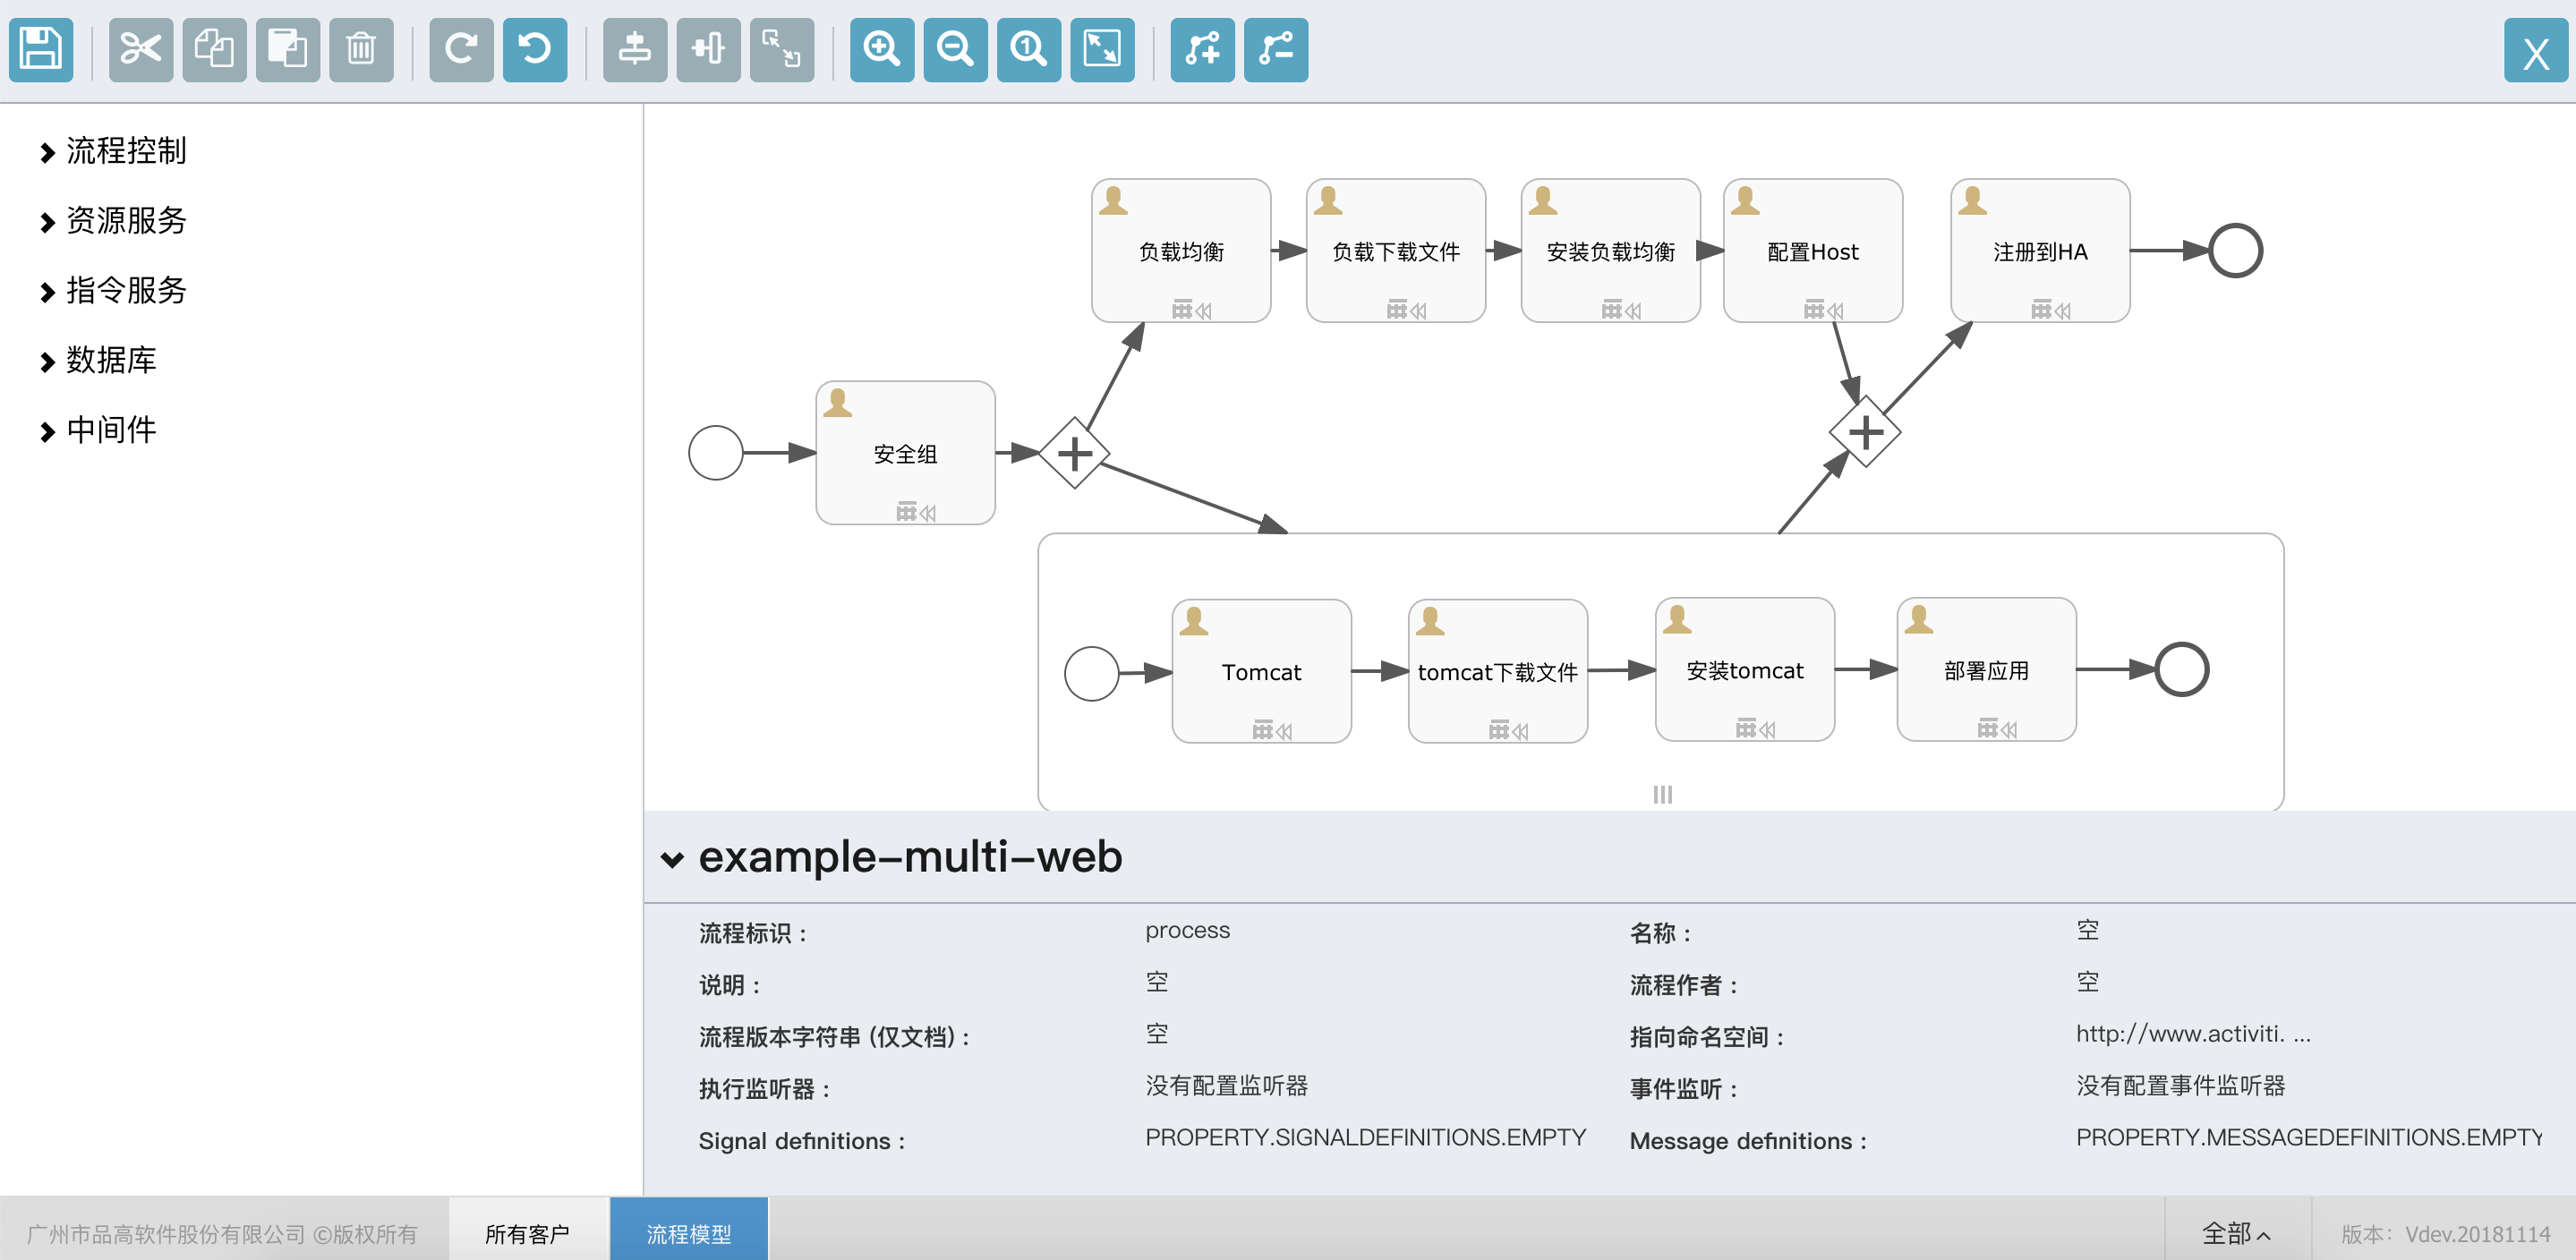 X
流程控制
资源服务
指令服务
数据库
中间件
负载均衡
负载下载文件
安装负载均衡
配置Host
注册到HA
安全组
Tomcat
tomcat下载文件
安装tomcat
部署应用
example-multi-web
流程标识 : process 名称 : 空
说明 : 空 流程作者 : 空
流程版本字符串 (仅文档) : 空 指向命名空间 : http://www.activiti. ...
执行监听器 : 没有配置监听器 事件监听 : 没有配置事件监听器
Signal definitions : PROPERTY.SIGNALDEFINITIONS.EMPTY Message definitions : PROPERTY.MESSAGEDEFINITIONS.EMPTY
广州市品高软件股份有限公司 ©版权所有 所有客户 流程模型 全部 版本：Vdev.20181114